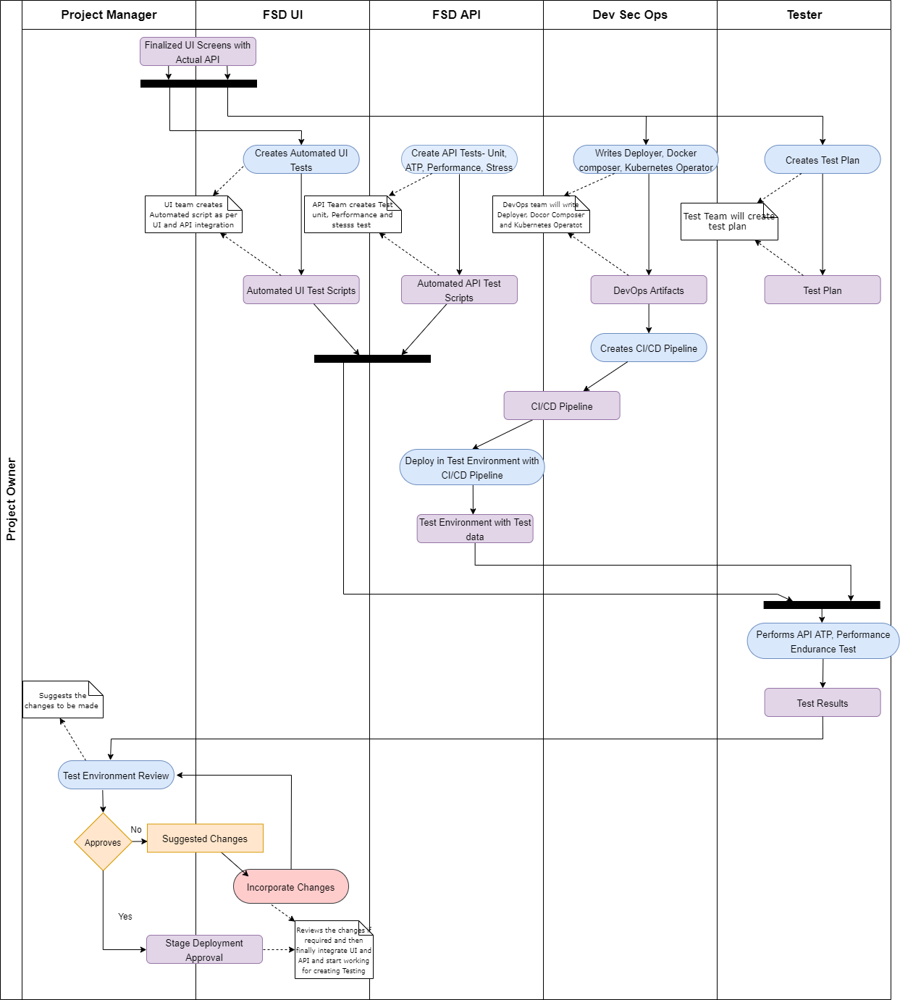 Project Manager
FSD UI
FSD API
Dev Sec Ops
Tester
Project Owner
Finalized UI Screens with
Actual API
Creates Automated UI
Tests
Create API Tests- Unit,
ATP, Performance, Stress
Writes Deployer, Docker
composer, Kubernetes Operator
Creates Test Plan
UI team creates
Automated script as per
UI and API integration
API Team creates Test
unit, Performance and
stesss test
DevOps team will write
Deployer, Docor Composer
and Kubernetes Operatot
Test Team will create
test plan
Automated UI Test Scripts
Automated API Test
Scripts
DevOps Artifacts
Test Plan
Creates CI/CD Pipeline
CI/CD Pipeline
Deploy in Test Environment with
CI/CD Pipeline
Test Environment with Test
data
Performs API ATP, Performance
Endurance Test
Test Results
Suggests the
changes to be made
Test Environment Review
Approves
No
Suggested Changes
Incorporate Changes
Yes
Stage Deployment
Approval
Reviews the changes if
required and then
finally integrate UI and
API and start working
for creating Testing